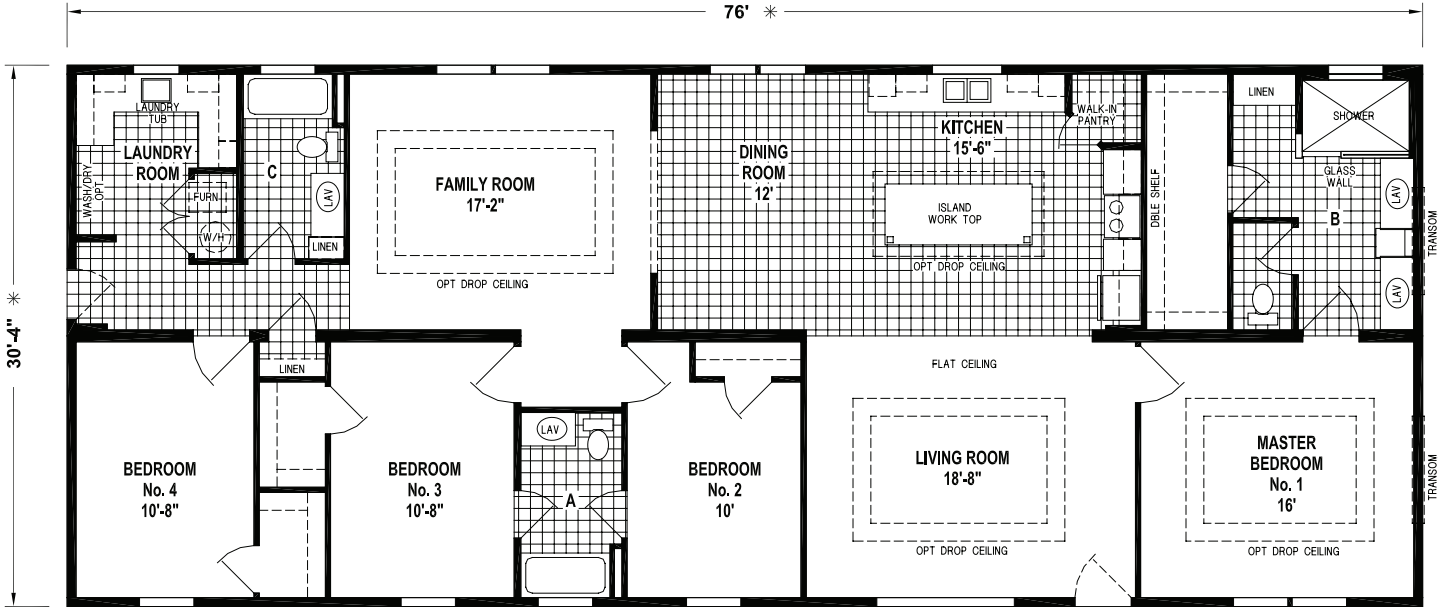 76' ✳
30'-4" ✳
LAUNDRY
TUB
LAUNDRY
ROOM
WASH/DRY
OPT
FURN
W/H
C
LAV
LINEN
FAMILY ROOM
17'-2"
OPT DROP CEILING
DINING
ROOM
12'
KITCHEN
15'-6"
WALK-IN
PANTRY
ISLAND
WORK TOP
OPT DROP CEILING
DBLE SHELF
LINEN
SHOWER
GLASS
WALL
LAV
B
LAV
TRANSOM
BEDROOM
No. 4
10'-8"
LINEN
BEDROOM
No. 3
10'-8"
LAV
A
BEDROOM
No. 2
10'
FLAT CEILING
LIVING ROOM
18'-8"
OPT DROP CEILING
MASTER
BEDROOM
No. 1
16'
OPT DROP CEILING
TRANSOM